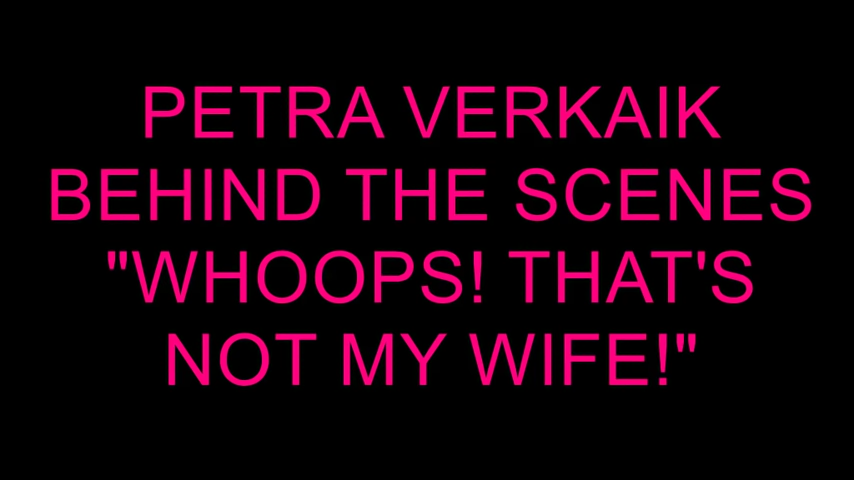 PETRA VERKAIK
BEHIND THE SCENES
"WHOOPS! THAT'S
NOT MY WIFE!"